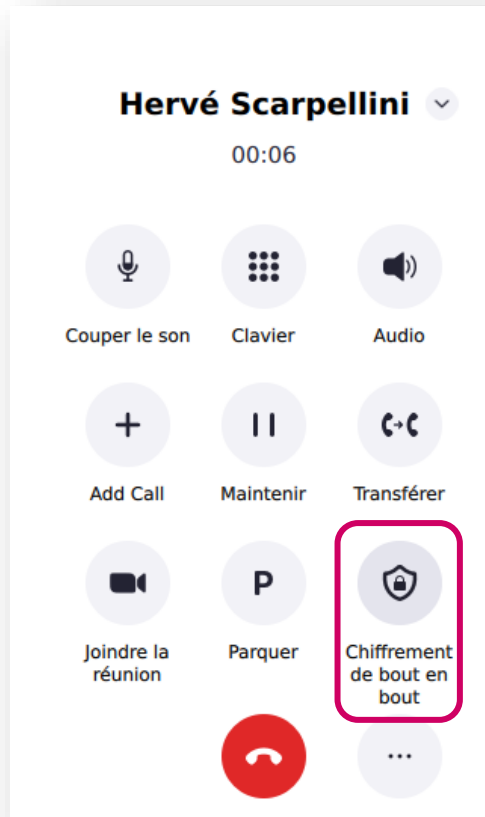 Hervé Scarpellini
00:06
Couper le son
Clavier
Audio
Add Call
Maintenir
Transférer
P
Joindre la
réunion
Parquer
Chiffrement
de bout en
bout